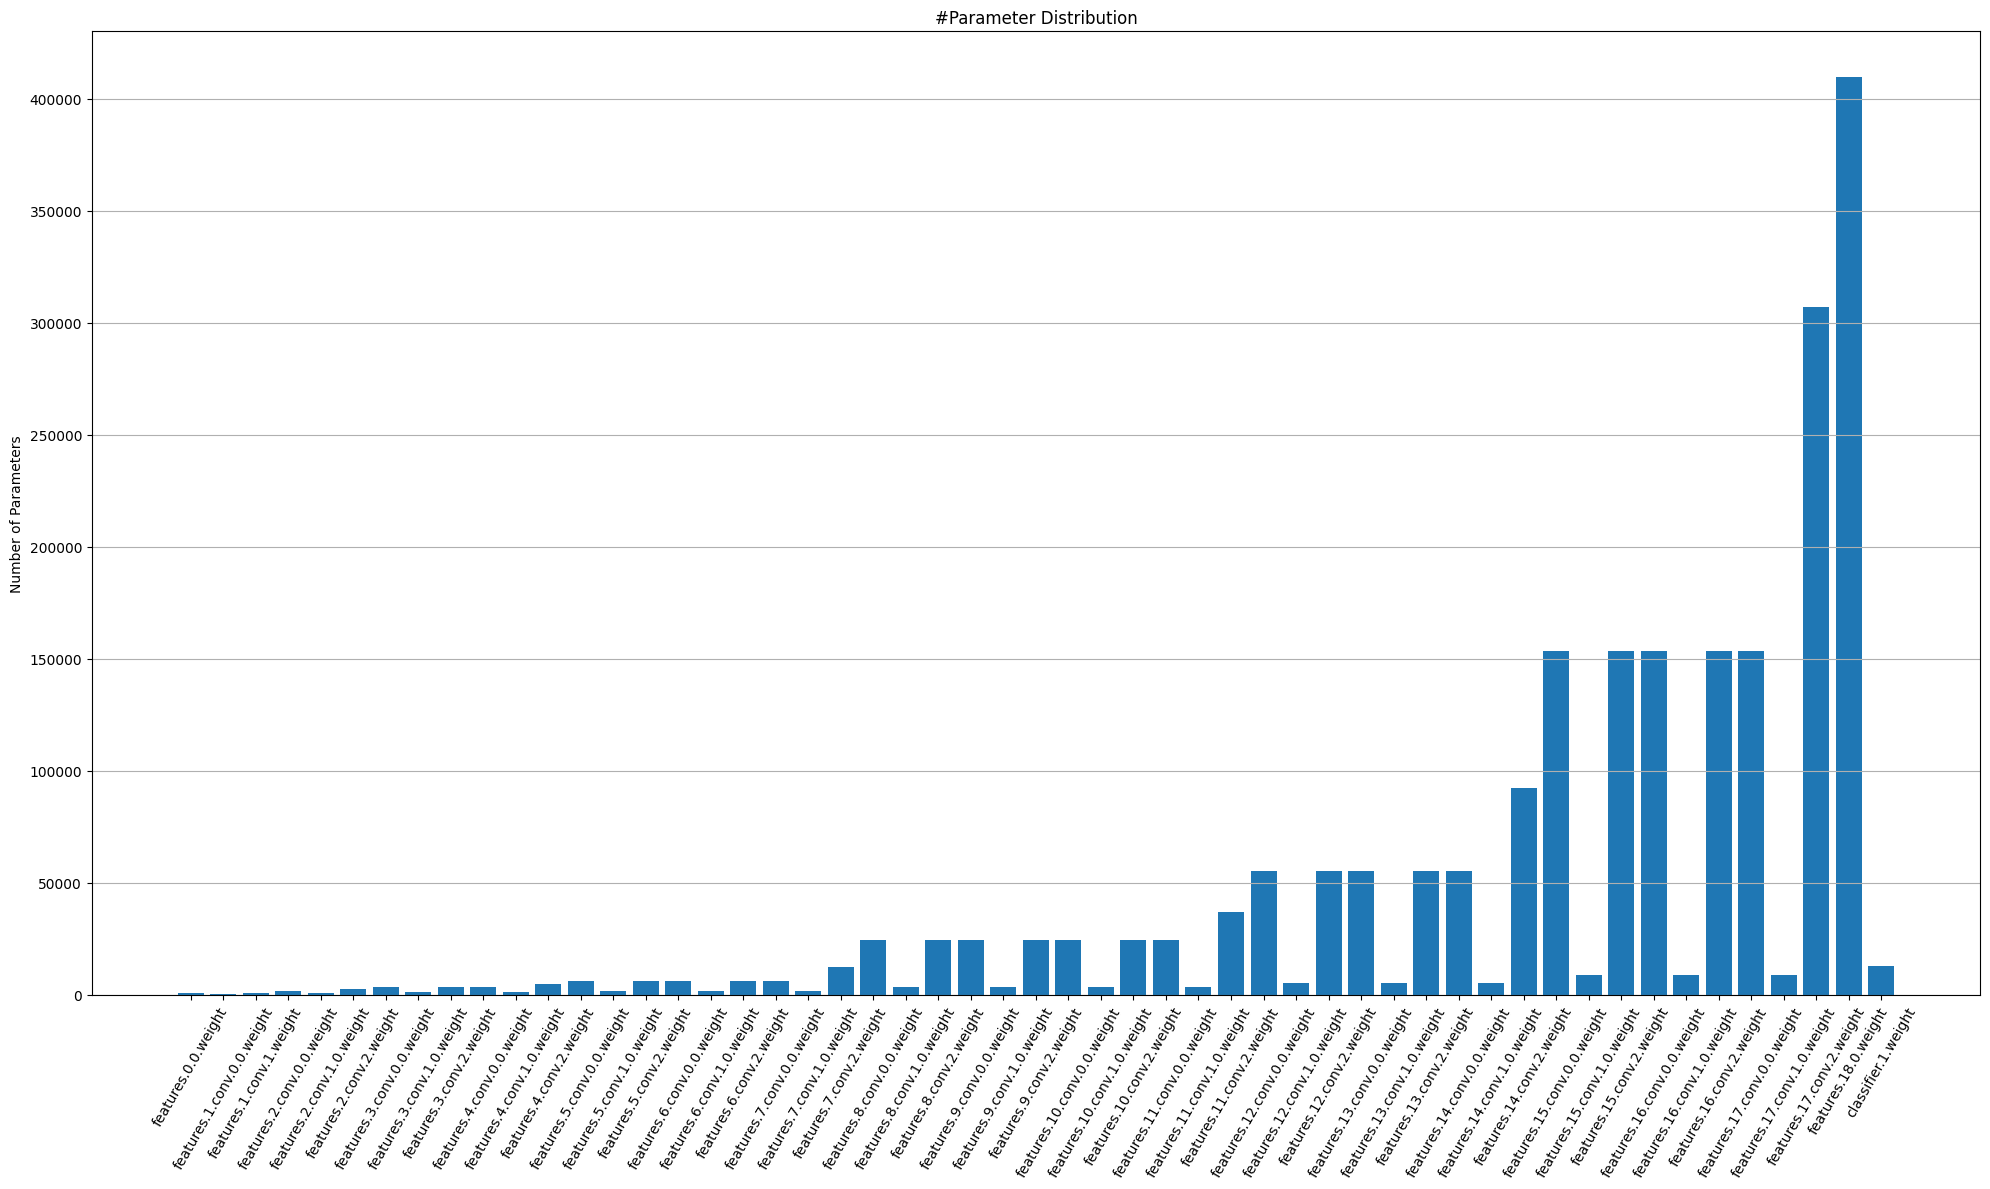 #Parameter Distribution
Number of Parameters
400000
350000
300000
250000
200000
150000
100000
50000
0
features.0.0.weight
features.1.conv.0.0.weight
features.1.conv.1.weight
features.2.conv.0.0.weight
features.2.conv.1.0.weight
features.2.conv.2.weight
features.3.conv.0.0.weight
features.3.conv.1.0.weight
features.3.conv.2.weight
features.4.conv.0.0.weight
features.4.conv.1.0.weight
features.4.conv.2.weight
features.5.conv.0.0.weight
features.5.conv.1.0.weight
features.5.conv.2.weight
features.6.conv.0.0.weight
features.6.conv.1.0.weight
features.6.conv.2.weight
features.7.conv.0.0.weight
features.7.conv.1.0.weight
features.7.conv.2.weight
features.8.conv.0.0.weight
features.8.conv.1.0.weight
features.8.conv.2.weight
features.9.conv.0.0.weight
features.9.conv.1.0.weight
features.9.conv.2.weight
features.10.conv.0.0.weight
features.10.conv.1.0.weight
features.10.conv.2.weight
features.11.conv.0.0.weight
features.11.conv.1.0.weight
features.11.conv.2.weight
features.12.conv.0.0.weight
features.12.conv.1.0.weight
features.12.conv.2.weight
features.13.conv.0.0.weight
features.13.conv.1.0.weight
features.13.conv.2.weight
features.14.conv.0.0.weight
features.14.conv.1.0.weight
features.14.conv.2.weight
features.15.conv.0.0.weight
features.15.conv.1.0.weight
features.15.conv.2.weight
features.16.conv.0.0.weight
features.16.conv.1.0.weight
features.16.conv.2.weight
features.17.conv.0.0.weight
features.17.conv.1.0.weight
features.17.conv.2.weight
features.18.0.weight
classifier.1.weight